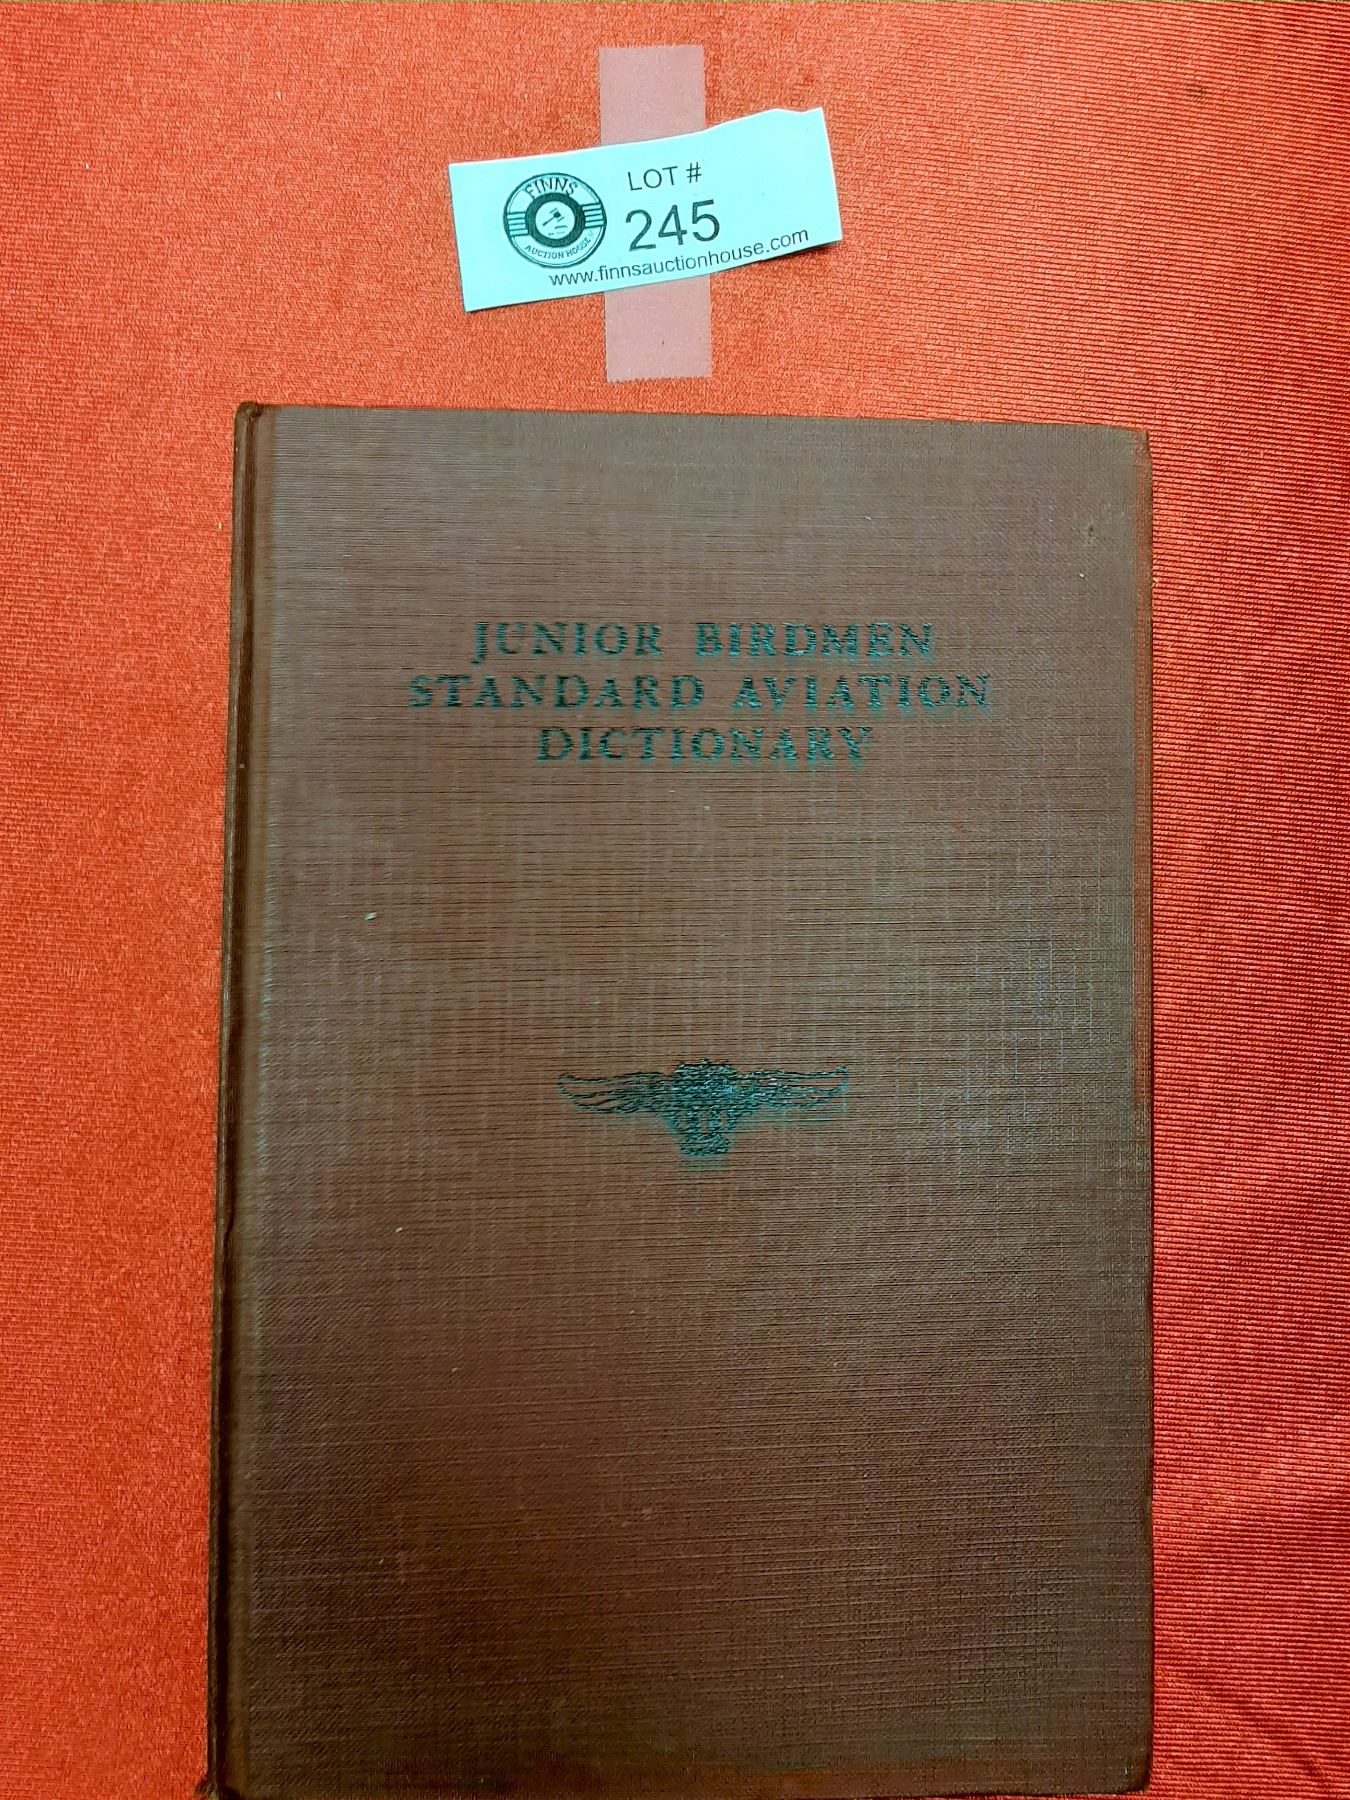 FINNS
AUCTION HOUSE
LOT #
245
www.finnsauctionhouse.com
JUNIOR BIRDMEN
STANDARD AVIATION
DICTIONARY